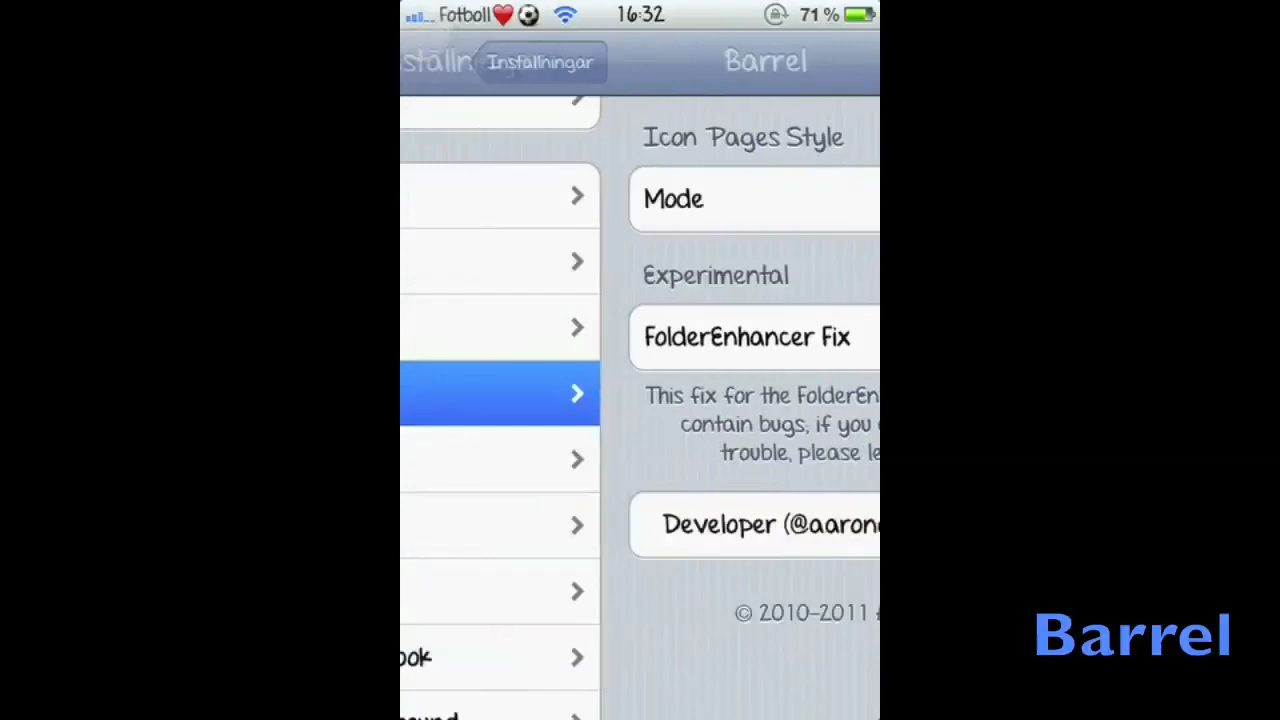 Fotboll❤️⚽ 16:32 71 %
Inställningar Barrel
Icon Pages Style
Mode
Experimental
FolderEnhancer Fix
This fix for the FolderEn
contain bugs, if you
trouble, please le
Developer (@aaron
© 2010-2011
ook
Barrel